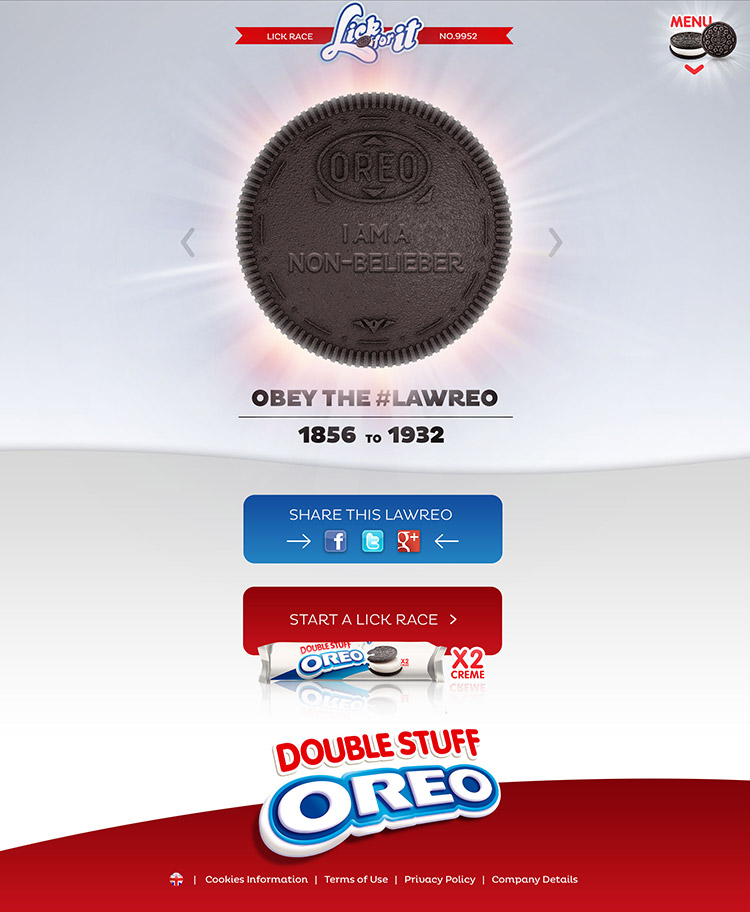 LICK RACE
Lick for it
NO.9952
MENU
OREO
I AM A
NON-BELIEBER
OBEY THE #LAWREO
1856 TO 1932
SHARE THIS LAWREO
f t g+
START A LICK RACE >
DOUBLE STUFF
OREO
X2
X2
CREME
DOUBLE STUFF
OREO
| Cookies Information | Terms of Use | Privacy Policy | Company Details